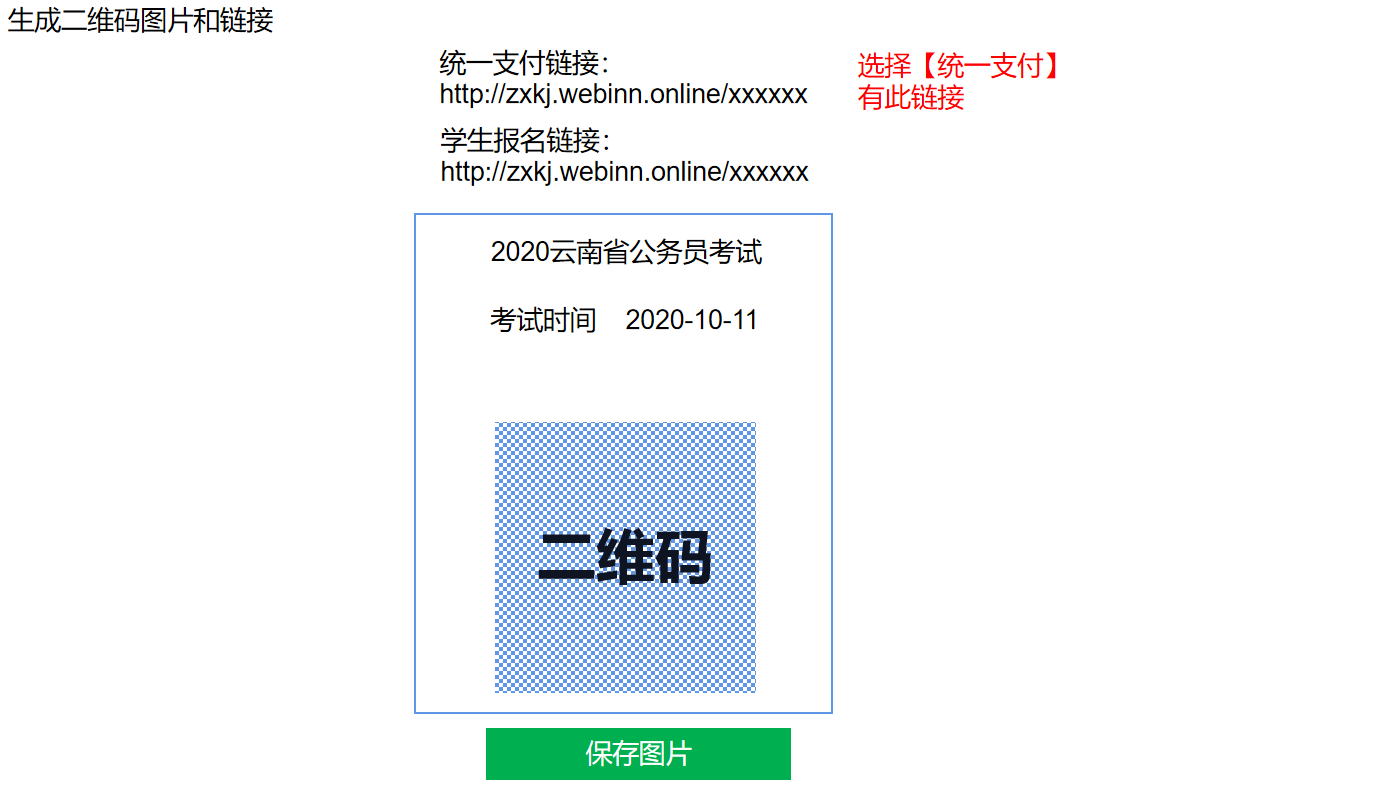 生成二维码图片和链接
统一支付链接：
http://zxkj.webinn.online/xxxxxx
选择【统一支付】
有此链接
学生报名链接：
http://zxkj.webinn.online/xxxxxx
2020云南省公务员考试
考试时间 2020-10-11
二维码
保存图片